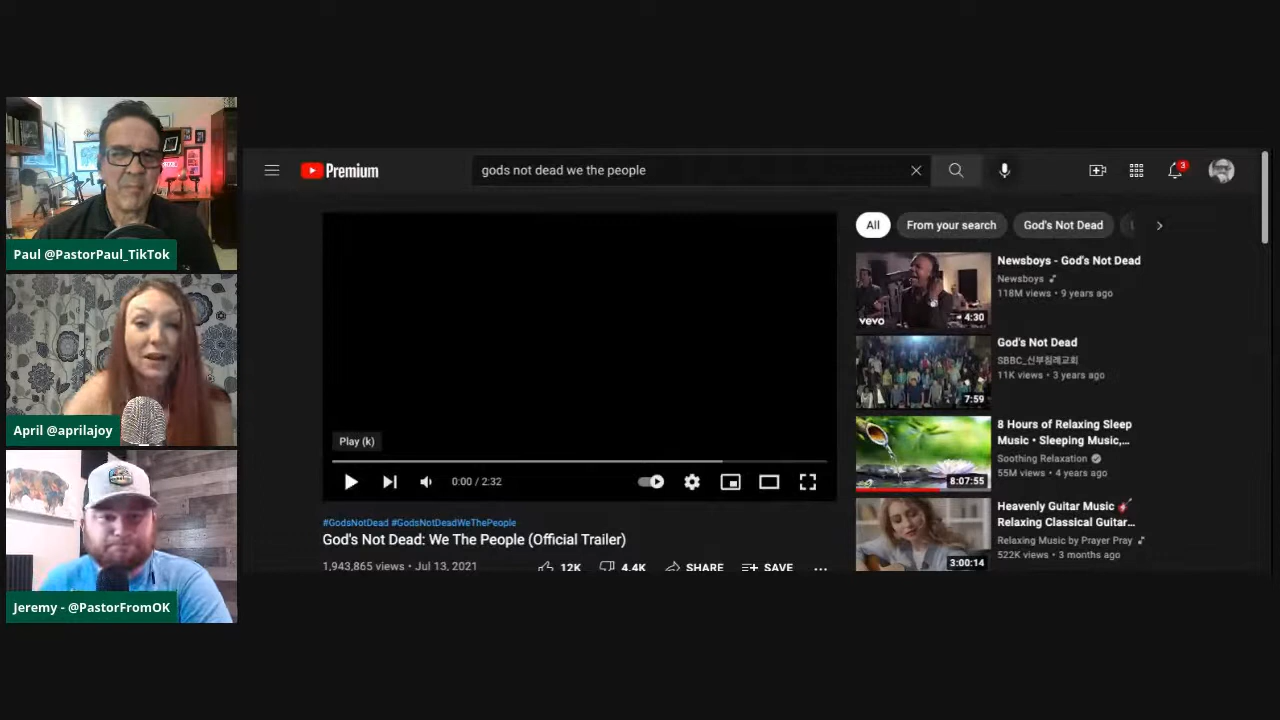 Paul @PastorPaul_TikTok
April @aprilajoy
Jeremy - @PastorFromOK
Premium
gods not dead we the people
3
Play (k)
0:00 / 2:32
#GodsNotDead #GodsNotDeadWeThePeople
God's Not Dead: We The People (Official Trailer)
1,943,865 views • Jul 13, 2021
12K
4.4K
SHARE
SAVE
All
From your search
God's Not Dead
vevo
4:30
Newsboys - God's Not Dead
Newsboys
118M views • 9 years ago
7:59
God's Not Dead
SBBC_신부침례교회
11K views • 3 years ago
8:07:55
8 Hours of Relaxing Sleep
Music • Sleeping Music,...
Soothing Relaxation
55M views • 4 years ago
3:00:14
Heavenly Guitar Music
Relaxing Classical Guitar...
Relaxing Music by Prayer Pray
522K views • 3 months ago